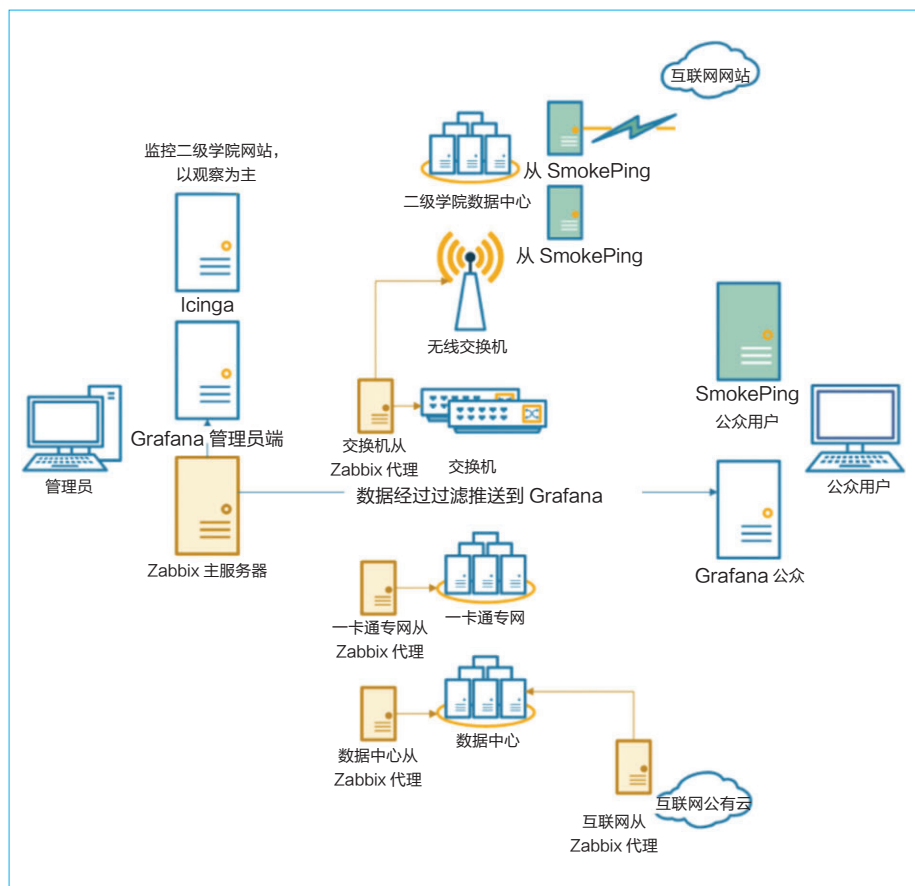 互联网网站
监控二级学院网站，
以观察为主
从 SmokePing
二级学院数据中心
从 SmokePing
Icinga
无线交换机
SmokePing
公众用户
Grafana 管理员端
交换机从
Zabbix 代理
交换机
管理员
公众用户
数据经过过滤推送到 Grafana
Zabbix 主服务器
Grafana 公众
一卡通专网从
Zabbix 代理
一卡通专网
数据中心从
Zabbix 代理
数据中心
互联网公有云
互联网从
Zabbix 代理